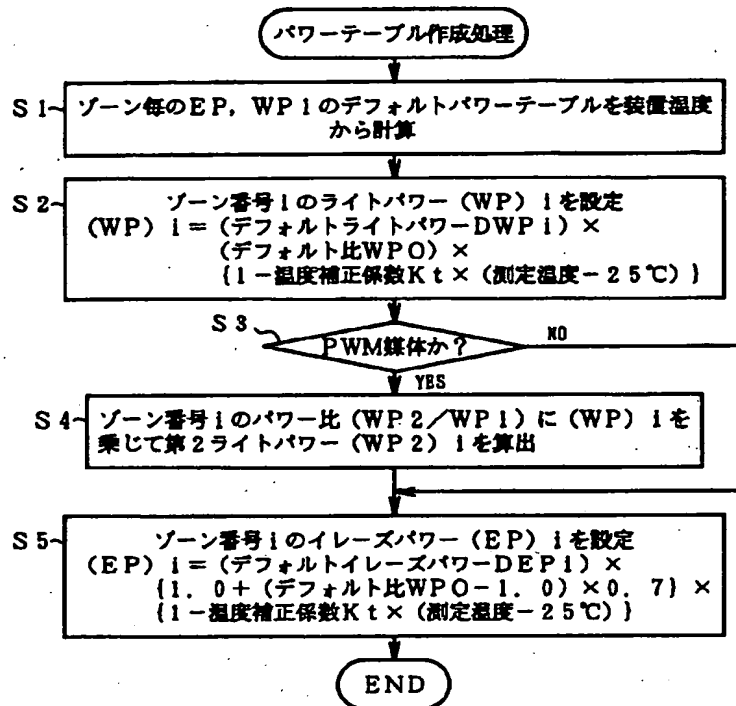 パワーテーブル作成処理
S1
ゾーン毎のEP，WP1のデフォルトパワーテーブルを装置温度
から計算
S2
ゾーン番号iのライトパワー（WP）iを設定
（WP）i＝（デフォルトライトパワーDWPi）×
（デフォルト比WPO）×
{1－温度補正係数Kt×（測定温度－25℃）}
S3
PWM媒体か？
NO
YES
S4
ゾーン番号iのパワー比（WP2／WP1）に（WP）iを
乗じて第2ライトパワー（WP2）iを算出
S5
ゾーン番号iのイレーズパワー（EP）iを設定
（EP）i＝（デフォルトイレーズパワーDEPi）×
{1．0＋（デフォルト比WPO－1．0）×0．7}×
{1－温度補正係数Kt×（測定温度－25℃）}
END